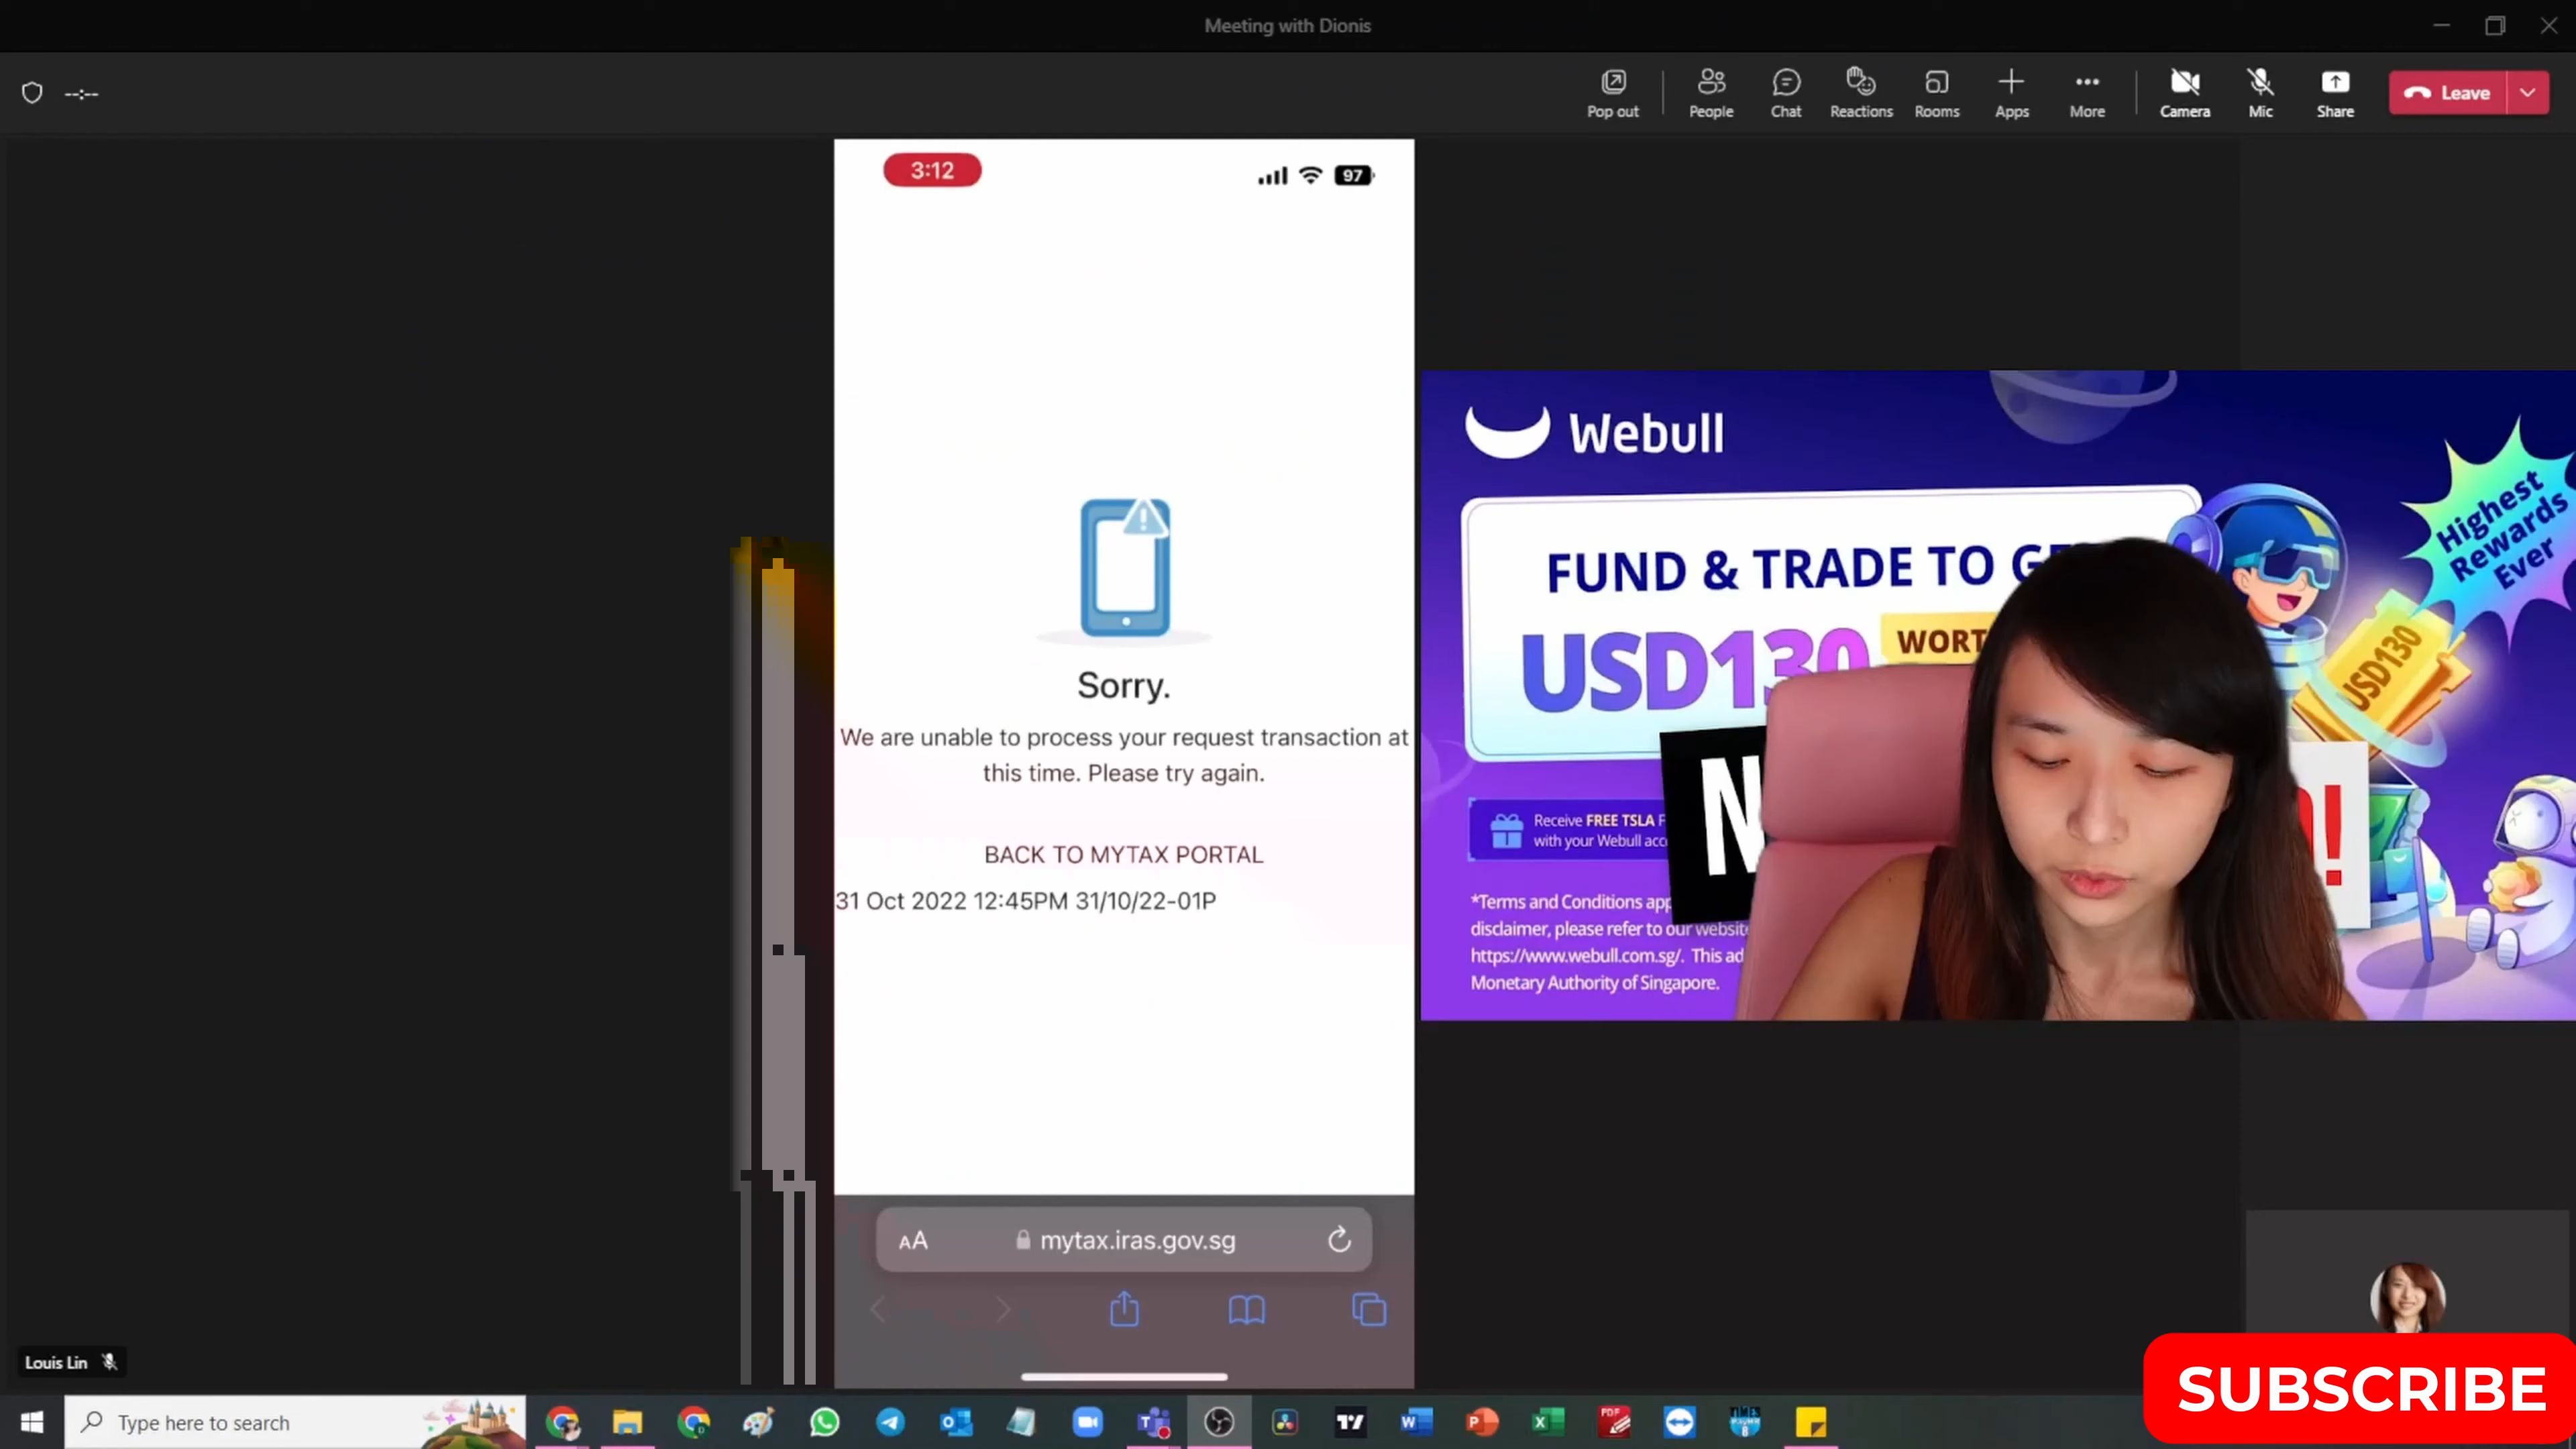 Meeting with Dionis
--:--
Pop out
People
Chat
Reactions
Rooms
Apps
More
Camera
Mic
Share
Leave
3:12
97
Sorry.
We are unable to process your request transaction at
this time. Please try again.
BACK TO MYTAX PORTAL
31 Oct 2022 12:45PM 31/10/22-01P
AA
mytax.iras.gov.sg
Webull
Highest
Rewards
Ever
FUND & TRADE TO
USD130
USD130
Receive FREE TSLA
with your Webull
*Terms and Conditions
disclaimer, please refer to our
https://www.webull.com.sg/. This
Monetary Authority of Singapore.
Louis Lin
Type here to search
SUBSCRIBE